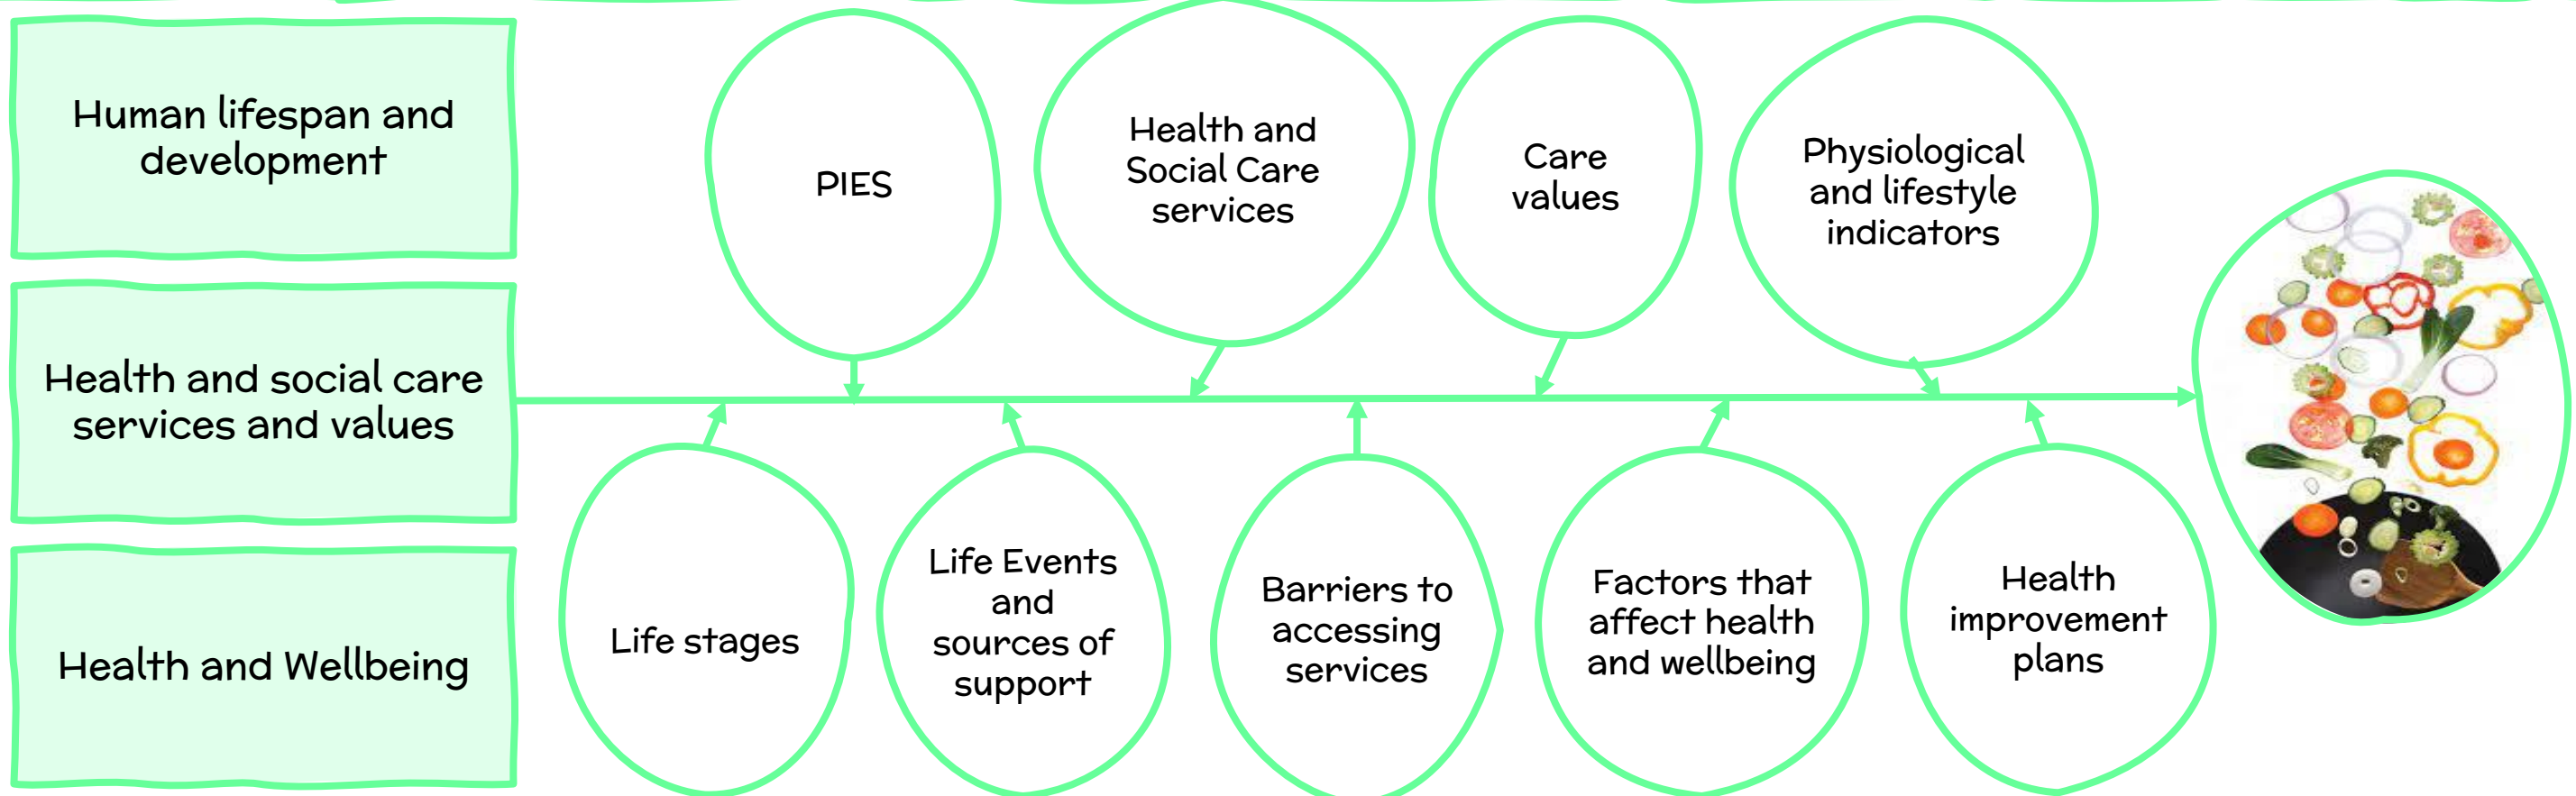 Human lifespan and
development
Health and social care
services and values
Health and Wellbeing
PIES
Health and
Social Care
services
Care
values
Physiological
and lifestyle
indicators
Life stages
Life Events
and
sources of
support
Barriers to
accessing
services
Factors that
affect health
and wellbeing
Health
improvement
plans